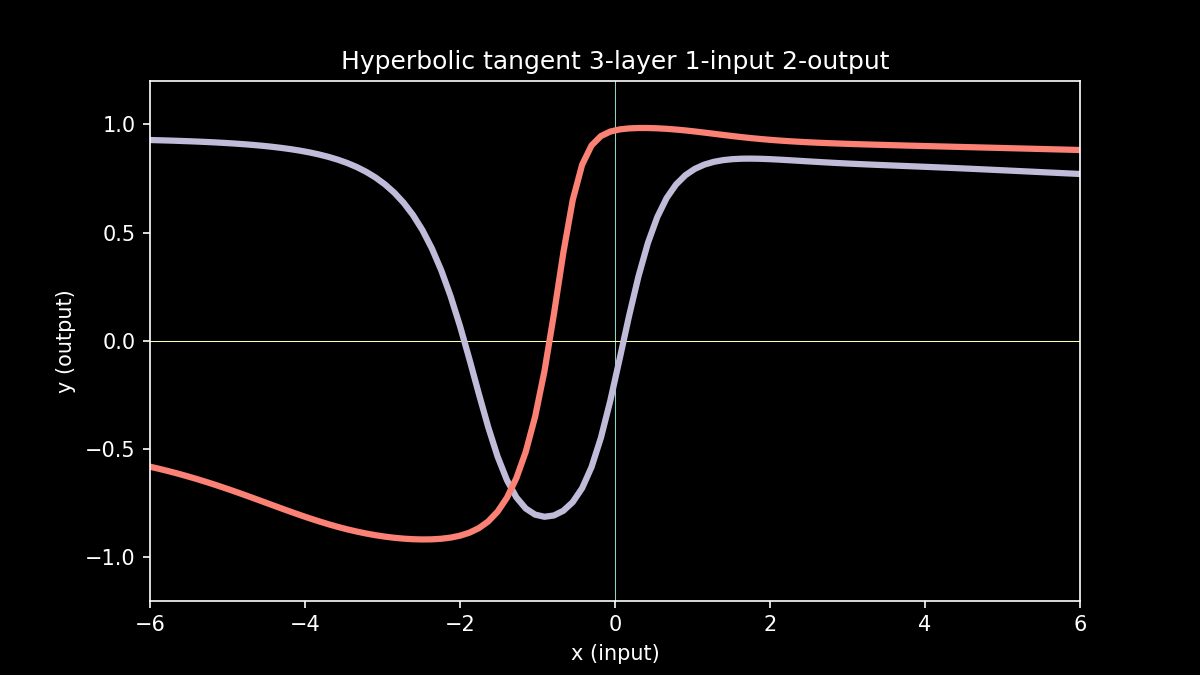 Hyperbolic tangent 3-layer 1-input 2-output
1.0
0.5
0.0
−0.5
−1.0
y (output)
−6 −4 −2 0 2 4 6
x (input)